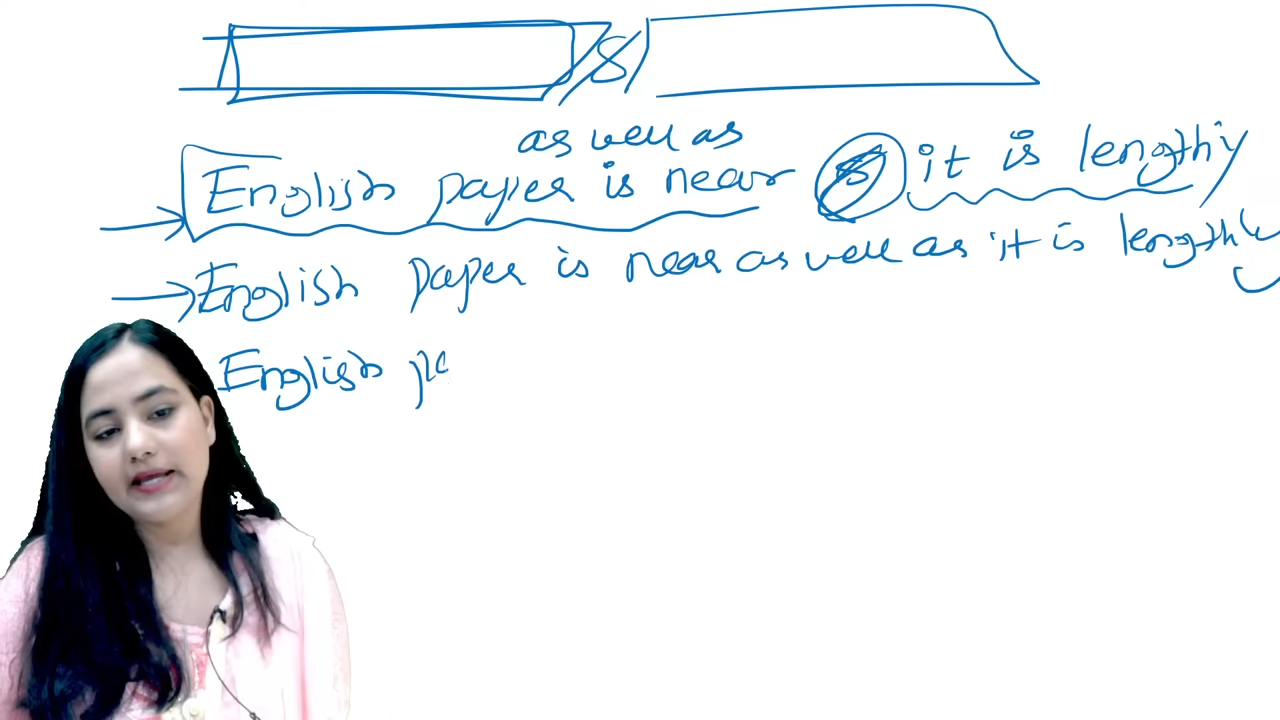 &
as well as
English paper is near & it is lengthy
English paper is near as well as it is lengthy
English pa